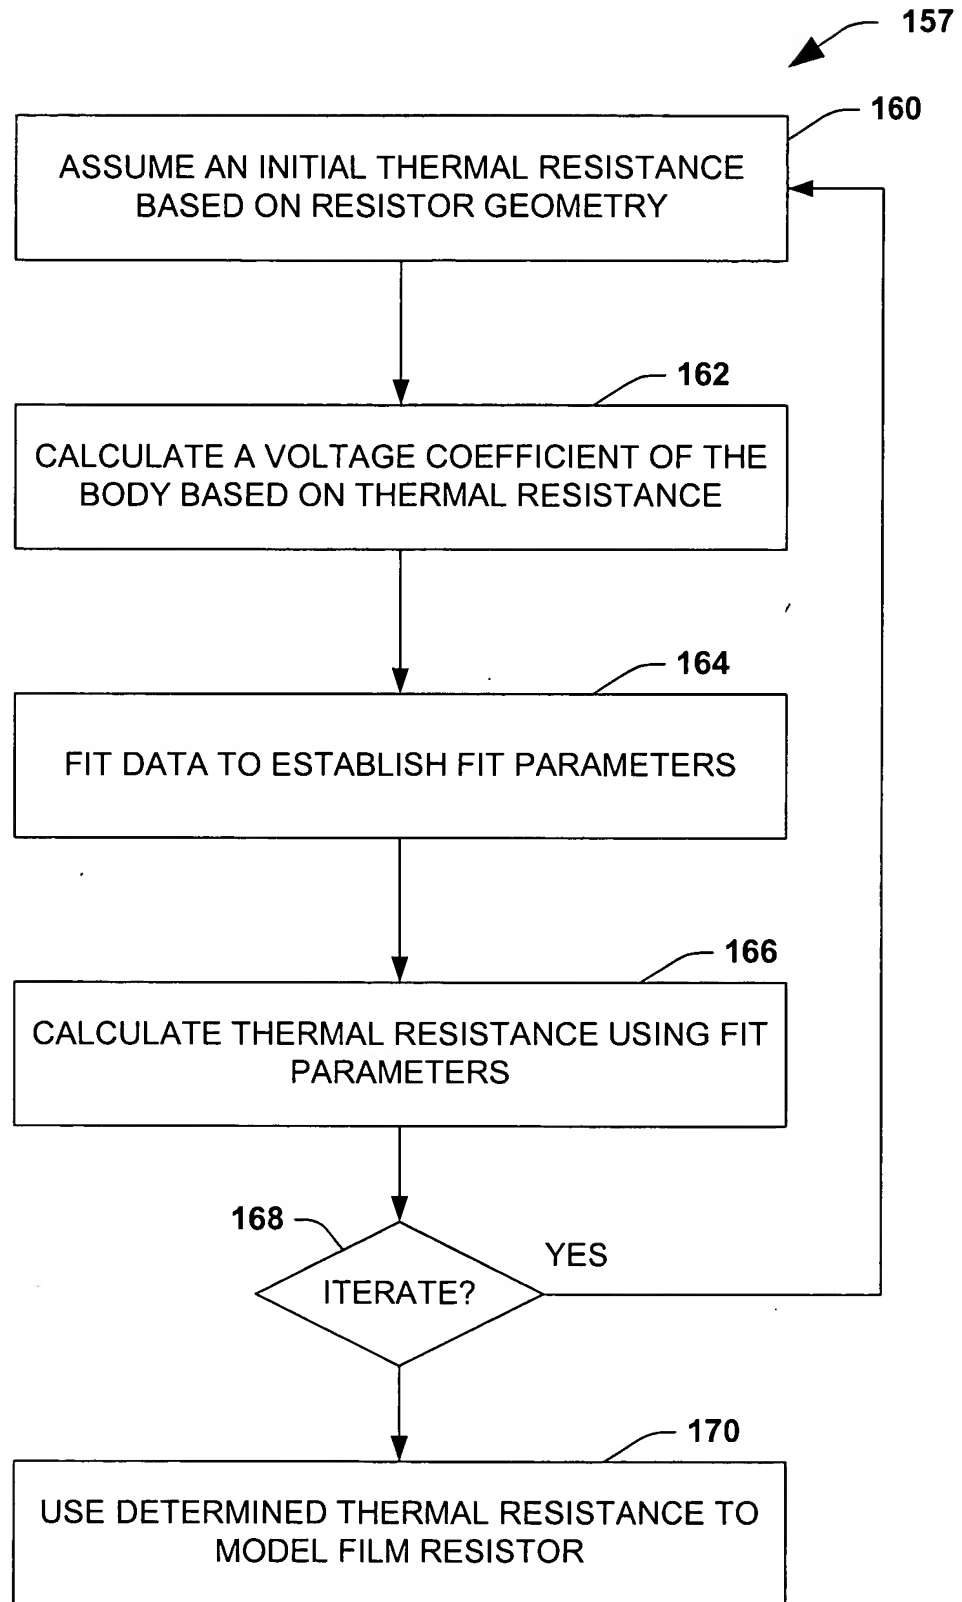 157
160
ASSUME AN INITIAL THERMAL RESISTANCE
BASED ON RESISTOR GEOMETRY
162
CALCULATE A VOLTAGE COEFFICIENT OF THE
BODY BASED ON THERMAL RESISTANCE
164
FIT DATA TO ESTABLISH FIT PARAMETERS
166
CALCULATE THERMAL RESISTANCE USING FIT
PARAMETERS
168
YES
ITERATE?
170
USE DETERMINED THERMAL RESISTANCE TO
MODEL FILM RESISTOR